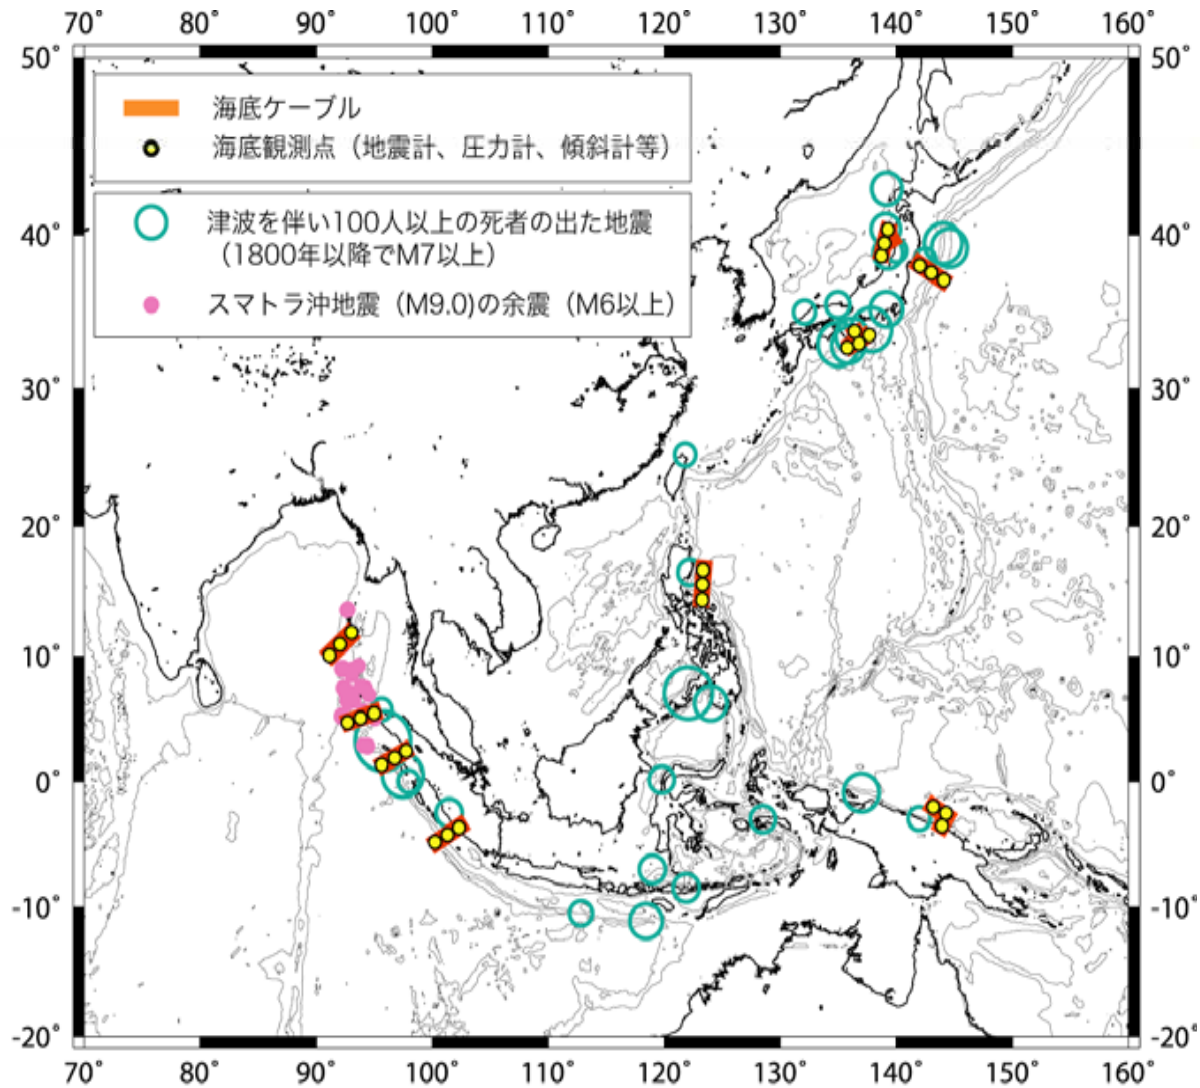 70° 80° 90° 100° 110° 120° 130° 140° 150° 160°
50° 50°
海底ケーブル
海底観測点（地震計、圧力計、傾斜計等）
津波を伴い100人以上の死者の出た地震
（1800年以降でM7以上）
スマトラ沖地震（M9.0)の余震（M6以上）
40° 40°
30° 30°
20° 20°
10° 10°
0° 0°
-10° -10°
-20° -20°
70° 80° 90° 100° 110° 120° 130° 140° 150° 160°